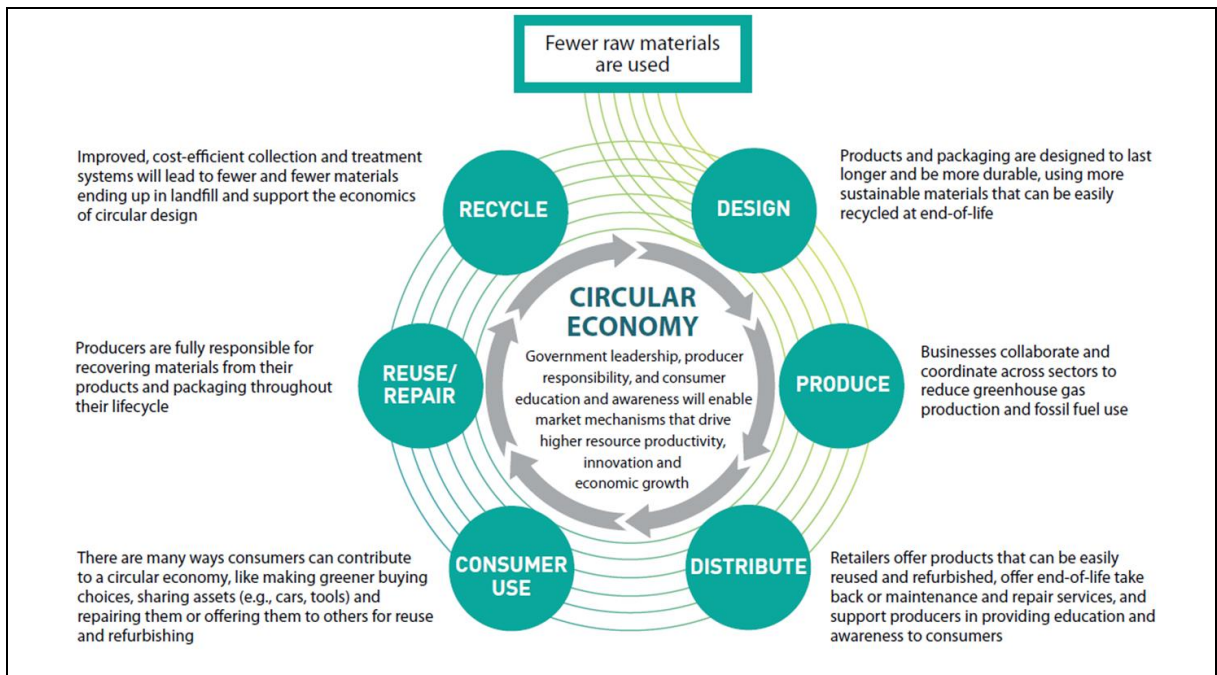 Fewer raw materials
are used
Improved, cost-efficient collection and treatment
systems will lead to fewer and fewer materials
ending up in landfill and support the economics
of circular design
RECYCLE
DESIGN
Products and packaging are designed to last
longer and be more durable, using more
sustainable materials that can be easily
recycled at end-of-life
CIRCULAR
ECONOMY
Government leadership, producer
responsibility, and consumer
education and awareness will enable
market mechanisms that drive
higher resource productivity,
innovation and
economic growth
Producers are fully responsible for
recovering materials from their
products and packaging throughout
their lifecycle
REUSE/
REPAIR
PRODUCE
Businesses collaborate and
coordinate across sectors to
reduce greenhouse gas
production and fossil fuel use
There are many ways consumers can contribute
to a circular economy, like making greener buying
choices, sharing assets (e.g., cars, tools) and
repairing them or offering them to others for reuse
and refurbishing
CONSUMER
USE
DISTRIBUTE
Retailers offer products that can be easily
reused and refurbished, offer end-of-life take
back or maintenance and repair services, and
support producers in providing education and
awareness to consumers